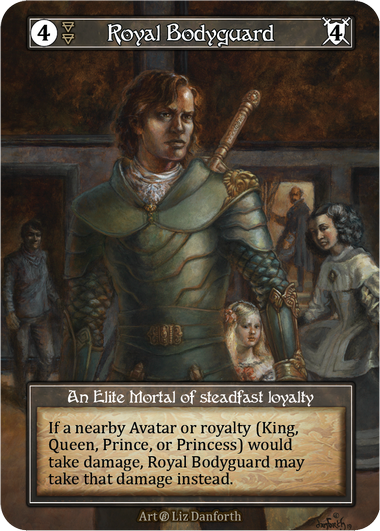 4 Royal Bodyguard 4
An Elite Mortal of steadfast loyalty
If a nearby Avatar or royalty (King,
Queen, Prince, or Princess) would
take damage, Royal Bodyguard may
take that damage instead.
Art @ Liz Danforth
danforth